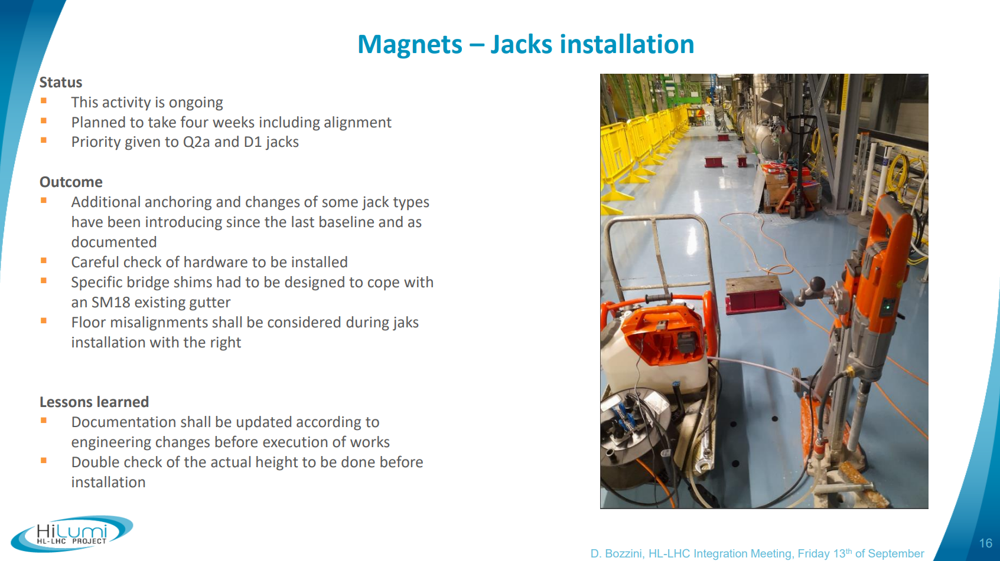 Magnets – Jacks installation
Status
▪ This activity is ongoing
▪ Planned to take four weeks including alignment
▪ Priority given to Q2a and D1 jacks
Outcome
▪ Additional anchoring and changes of some jack types
have been introducing since the last baseline and as
documented
▪ Careful check of hardware to be installed
▪ Specific bridge shims had to be designed to cope with
an SM18 existing gutter
▪ Floor misalignments shall be considered during jaks
installation with the right
Lessons learned
▪ Documentation shall be updated according to
engineering changes before execution of works
▪ Double check of the actual height to be done before
installation
HiLumi
HL-LHC PROJECT
D. Bozzini, HL-LHC Integration Meeting, Friday 13th of September
16